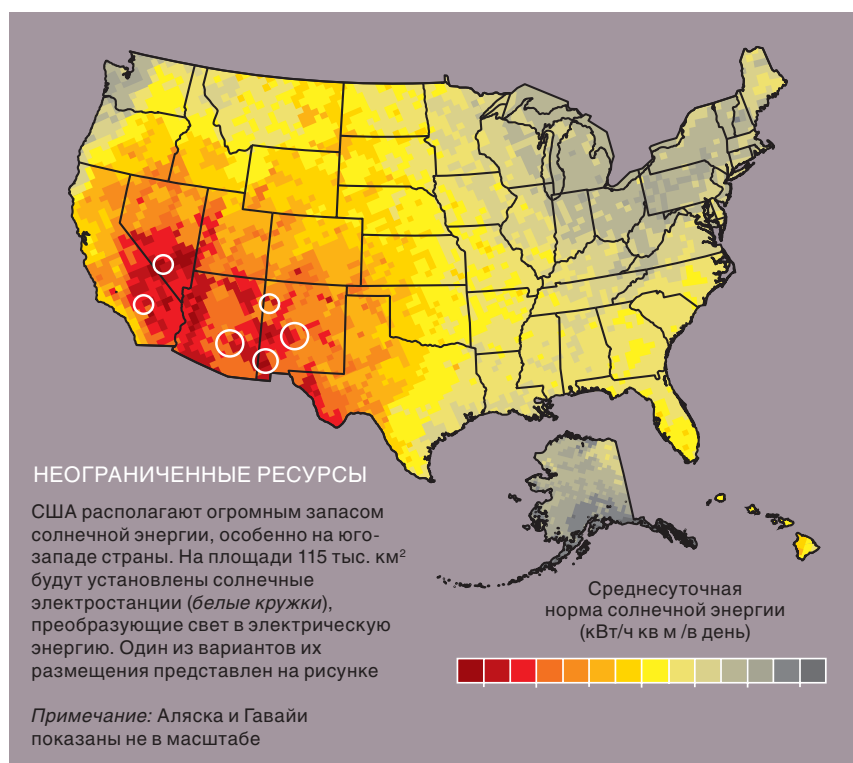 НЕОГРАНИЧЕННЫЕ РЕСУРСЫ
США располагают огромным запасом
солнечной энергии, особенно на юго-
западе страны. На площади 115 тыс. км²
будут установлены солнечные
электростанции (белые кружки),
преобразующие свет в электрическую
энергию. Один из вариантов их
размещения представлен на рисунке
Примечание: Аляска и Гавайи
показаны не в масштабе
Среднесуточная
норма солнечной энергии
(кВт/ч кв м /в день)